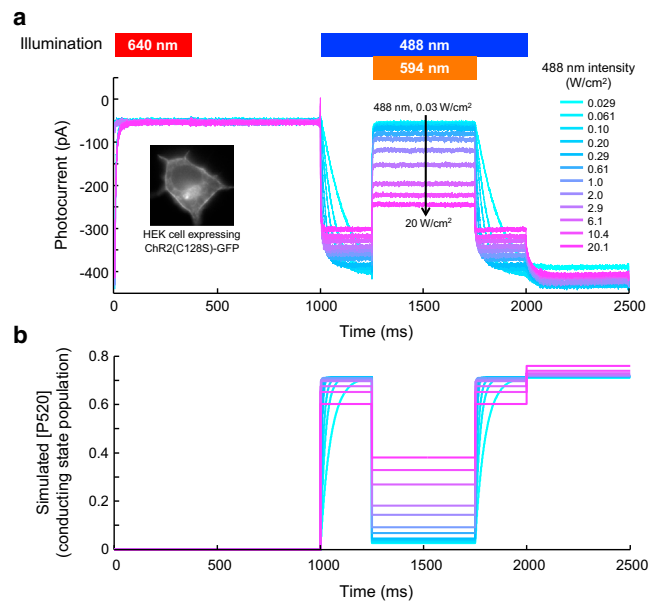 a
Illumination
640 nm
488 nm
594 nm
488 nm intensity
(W/cm²)
0.029
0.061
0.10
0.20
0.29
0.61
1.0
2.0
2.9
6.1
10.4
20.1
Photocurrent (pA)
0
-100
-200
-300
-400
488 nm, 0.03 W/cm²
20 W/cm²
HEK cell expressing
ChR2(C128S)-GFP
0
500
1000
1500
2000
2500
Time (ms)
b
Simulated [P520]
(conducting state population)
0.8
0.6
0.4
0.2
0
0
500
1000
1500
2000
2500
Time (ms)